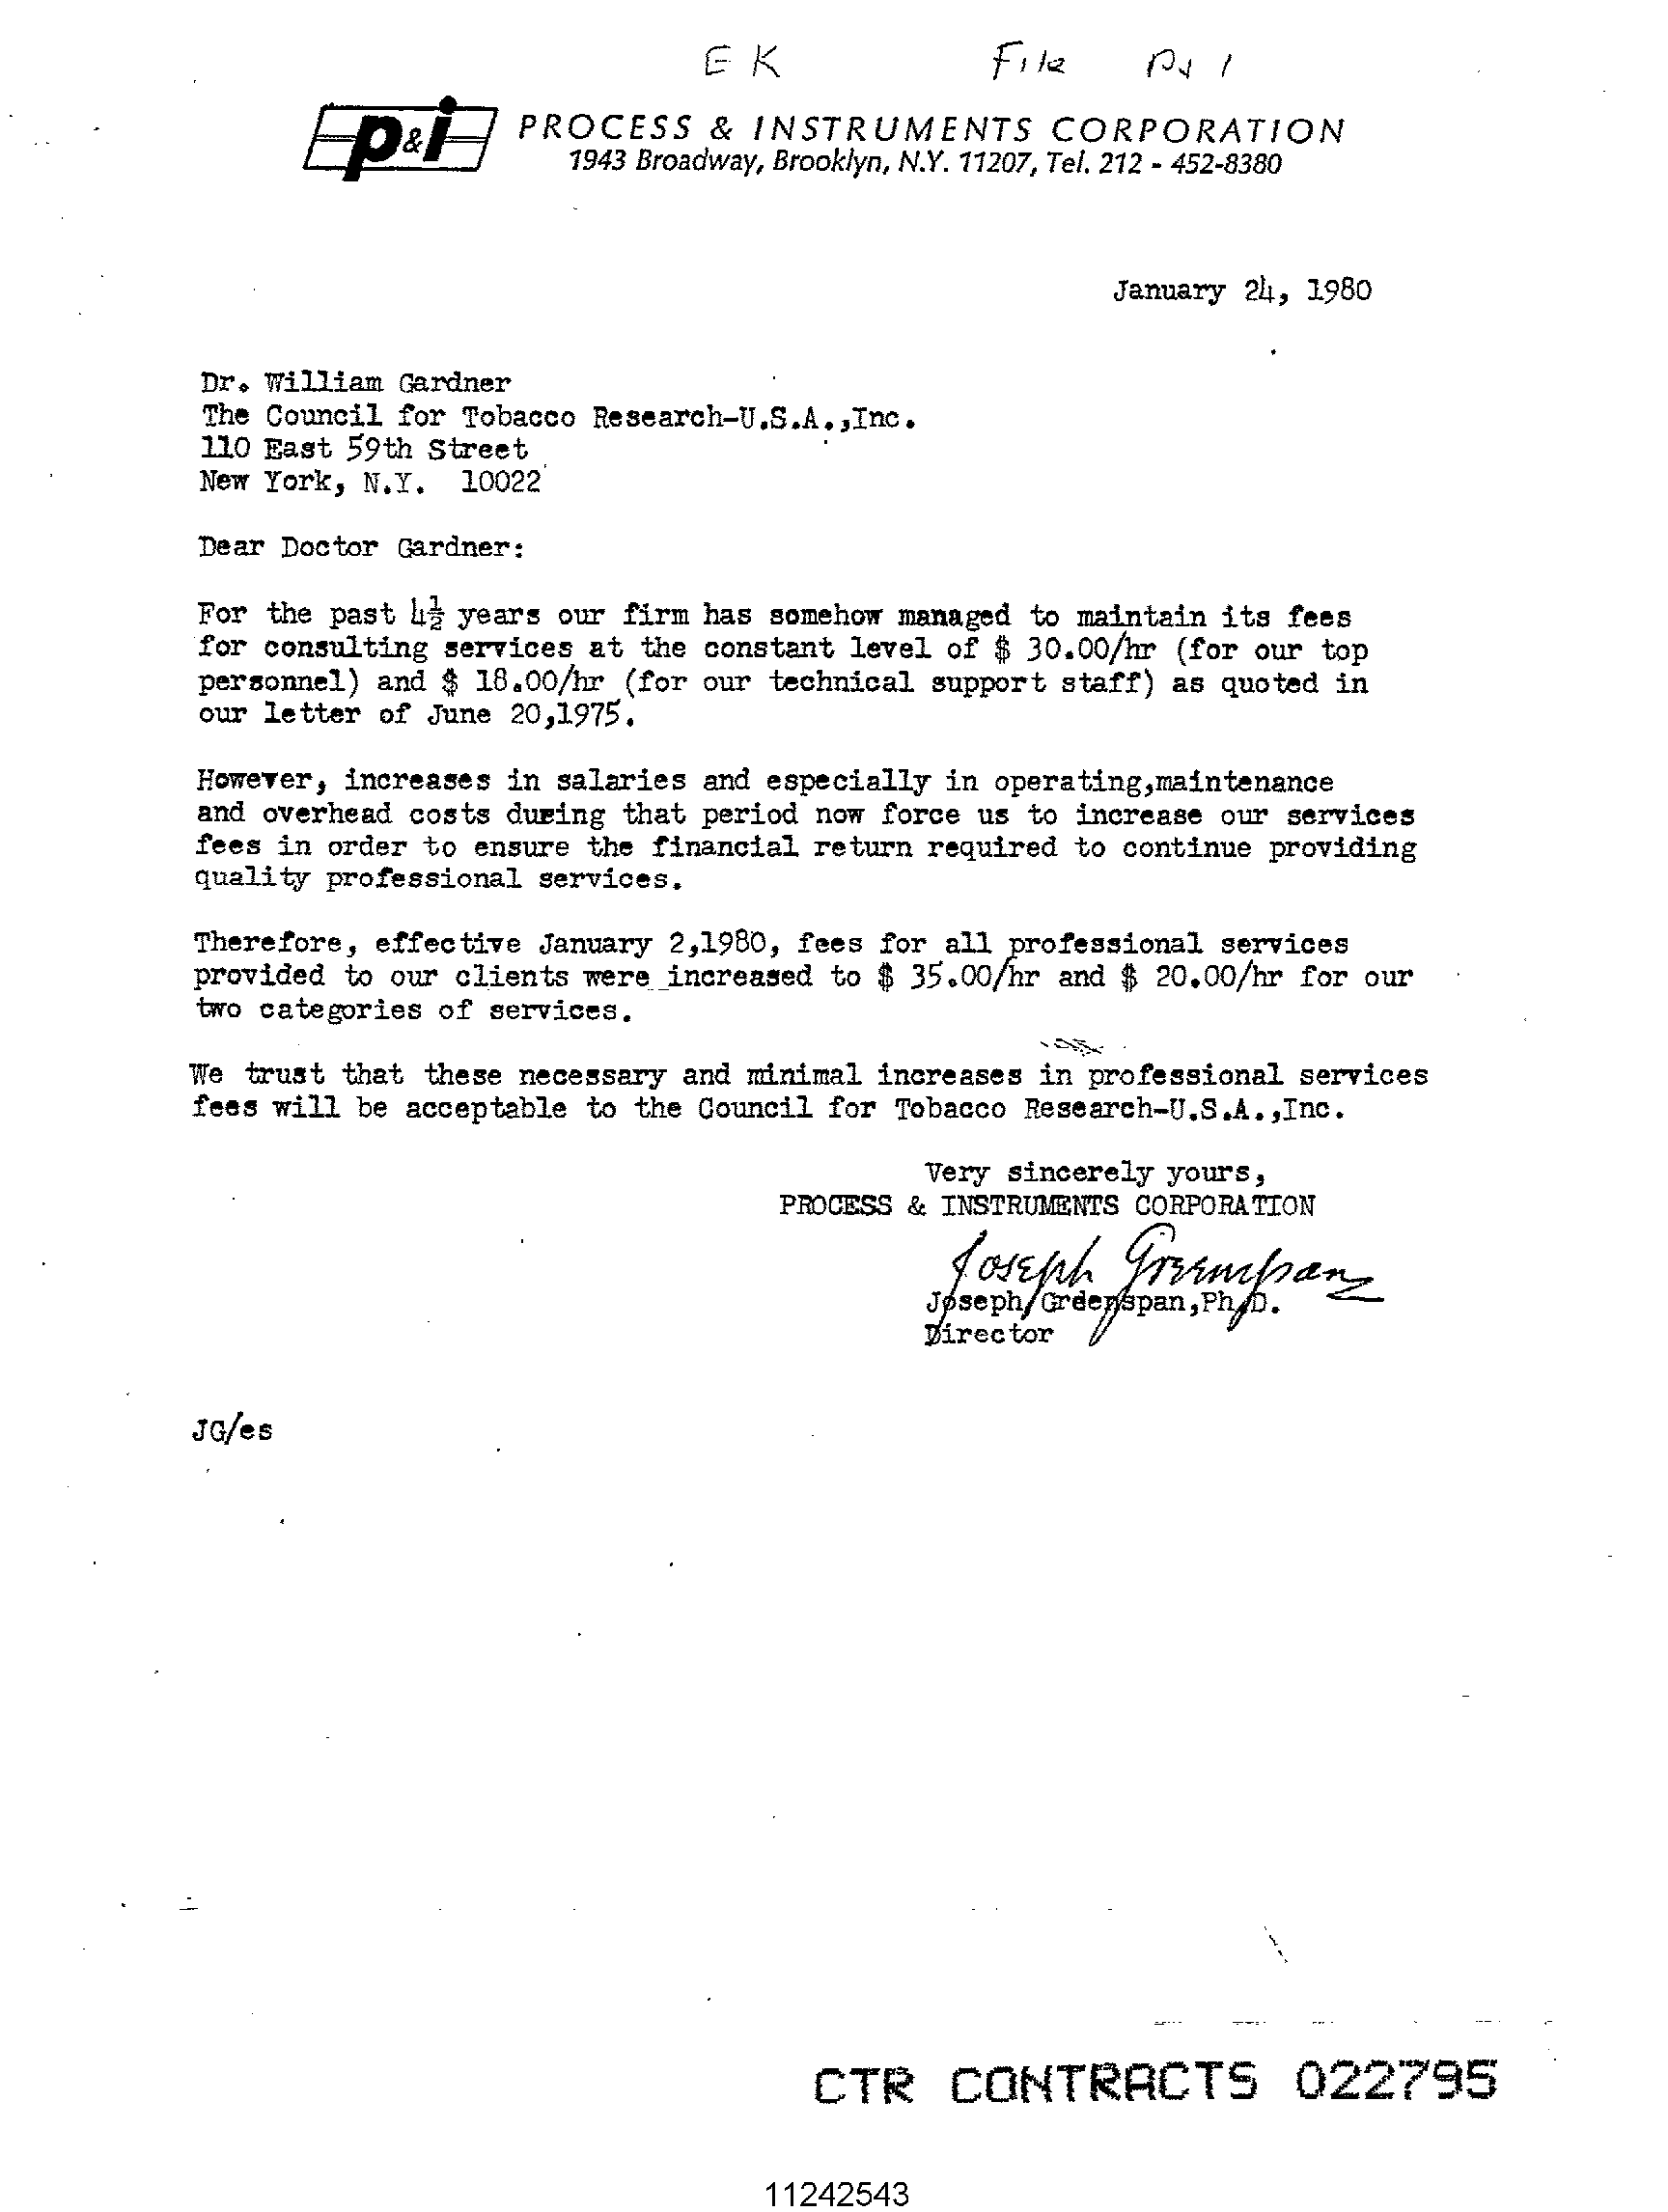 EK File P&I
p&i PROCESS & INSTRUMENTS CORPORATION
1943 Broadway, Brooklyn, N.Y. 11207, Tel. 212 - 452-8380
January 24, 1980
Dr. William Gardner
The Council for Tobacco Research-U.S.A.,Inc.
110 East 59th Street
New York, N.Y. 10022
Dear Doctor Gardner:
For the past 4½ years our firm has somehow managed to maintain its fees
for consulting services at the constant level of $ 30.00/hr (for our top
personnel) and $ 18.00/hr (for our technical support staff) as quoted in
our letter of June 20,1975.
However, increases in salaries and especially in operating,maintenance
and overhead costs during that period now force us to increase our services
fees in order to ensure the financial return required to continue providing
quality professional services.
Therefore, effective January 2,1980, fees for all professional services
provided to our clients were increased to $ 35.00/hr and $ 20.00/hr for our
two categories of services.
We trust that these necessary and minimal increases in professional services
fees will be acceptable to the Council for Tobacco Research-U.S.A.,Inc.
Very sincerely yours,
PROCESS & INSTRUMENTS CORPORATION
Joseph Greenspan
Joseph Greenspan,Ph.D.
Director
JG/es
CTR CONTRACTS 022795
11242543